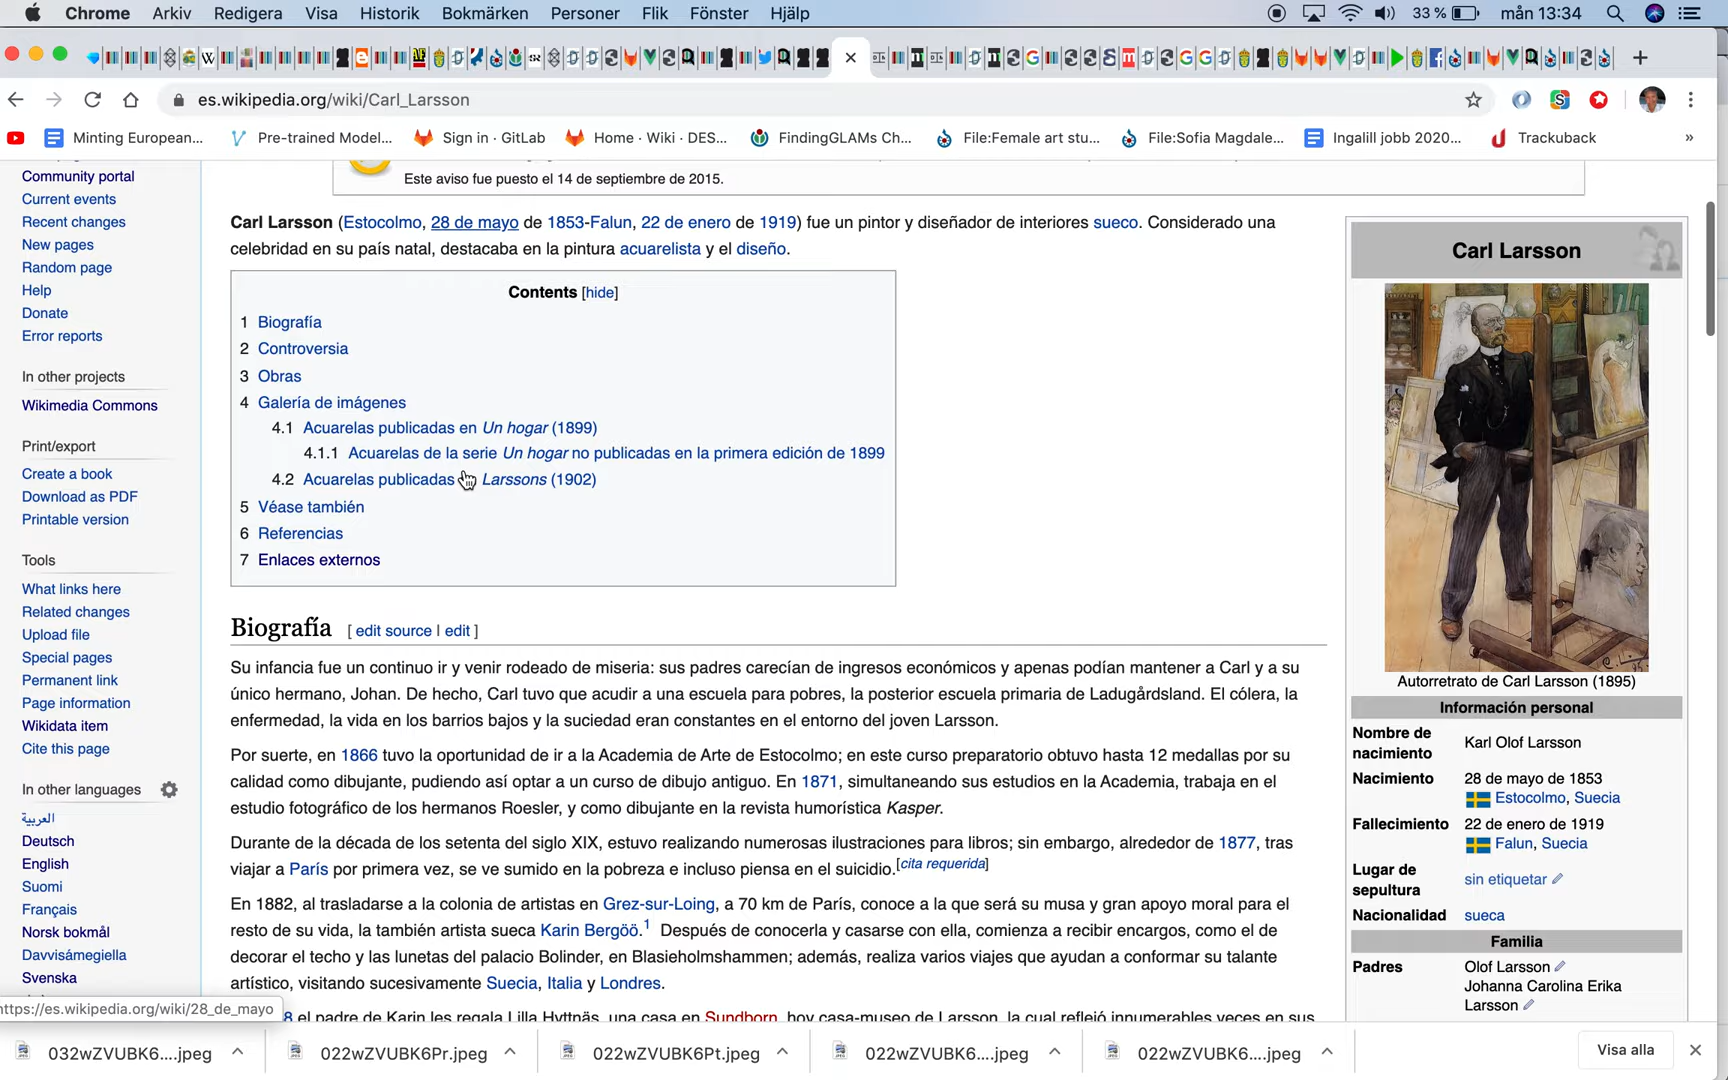 Chrome Arkiv Redigera Visa Historik Bokmärken Personer Flik Fönster Hjälp 33 % mån 13:34
es.wikipedia.org/wiki/Carl_Larsson
Minting European... Pre-trained Model... Sign in · GitLab Home · Wiki · DES... FindingGLAMs Ch... File:Female art stu... File:Sofia Magdale... Ingalill jobb 2020... Trackuback »
Community portal
Current events
Recent changes
New pages
Random page
Help
Donate
Error reports
In other projects
Wikimedia Commons
Print/export
Create a book
Download as PDF
Printable version
Tools
What links here
Related changes
Upload file
Special pages
Permanent link
Page information
Wikidata item
Cite this page
In other languages
العربية
Deutsch
English
Suomi
Français
Norsk bokmål
Davvisámegiella
Svenska
https://es.wikipedia.org/wiki/28_de_mayo
Este aviso fue puesto el 14 de septiembre de 2015.
Carl Larsson (Estocolmo, 28 de mayo de 1853-Falun, 22 de enero de 1919) fue un pintor y diseñador de interiores sueco. Considerado una
celebridad en su país natal, destacaba en la pintura acuarelista y el diseño.
Contents [hide]
1 Biografía
2 Controversia
3 Obras
4 Galería de imágenes
4.1 Acuarelas publicadas en Un hogar (1899)
4.1.1 Acuarelas de la serie Un hogar no publicadas en la primera edición de 1899
4.2 Acuarelas publicadas Larssons (1902)
5 Véase también
6 Referencias
7 Enlaces externos
Biografía [ edit source | edit ]
Su infancia fue un continuo ir y venir rodeado de miseria: sus padres carecían de ingresos económicos y apenas podían mantener a Carl y a su
único hermano, Johan. De hecho, Carl tuvo que acudir a una escuela para pobres, la posterior escuela primaria de Ladugårdsland. El cólera, la
enfermedad, la vida en los barrios bajos y la suciedad eran constantes en el entorno del joven Larsson.
Por suerte, en 1866 tuvo la oportunidad de ir a la Academia de Arte de Estocolmo; en este curso preparatorio obtuvo hasta 12 medallas por su
calidad como dibujante, pudiendo así optar a un curso de dibujo antiguo. En 1871, simultaneando sus estudios en la Academia, trabaja en el
estudio fotográfico de los hermanos Roesler, y como dibujante en la revista humorística Kasper.
Durante de la década de los setenta del siglo XIX, estuvo realizando numerosas ilustraciones para libros; sin embargo, alrededor de 1877, tras
viajar a París por primera vez, se ve sumido en la pobreza e incluso piensa en el suicidio.[cita requerida]
En 1882, al trasladarse a la colonia de artistas en Grez-sur-Loing, a 70 km de París, conoce a la que será su musa y gran apoyo moral para el
resto de su vida, la también artista sueca Karin Bergöö.1 Después de conocerla y casarse con ella, comienza a recibir encargos, como el de
decorar el techo y las lunetas del palacio Bolinder, en Blasieholmshammen; además, realiza varios viajes que ayudan a conformar su talante
artístico, visitando sucesivamente Suecia, Italia y Londres.
8 el padre de Karin les regala Lilla Hyttnäs, una casa en Sundborn, hoy casa-museo de Larsson, la cual reflejó innumerables veces en sus
Carl Larsson
Autorretrato de Carl Larsson (1895)
Información personal
Nombre de nacimiento Karl Olof Larsson
Nacimiento 28 de mayo de 1853
Estocolmo, Suecia
Fallecimiento 22 de enero de 1919
Falun, Suecia
Lugar de sepultura sin etiquetar
Nacionalidad sueca
Familia
Padres Olof Larsson
Johanna Carolina Erika
Larsson
032wZVUBK6....jpeg 022wZVUBK6Pr.jpeg 022wZVUBK6Pt.jpeg 022wZVUBK6....jpeg 022wZVUBK6....jpeg Visa alla